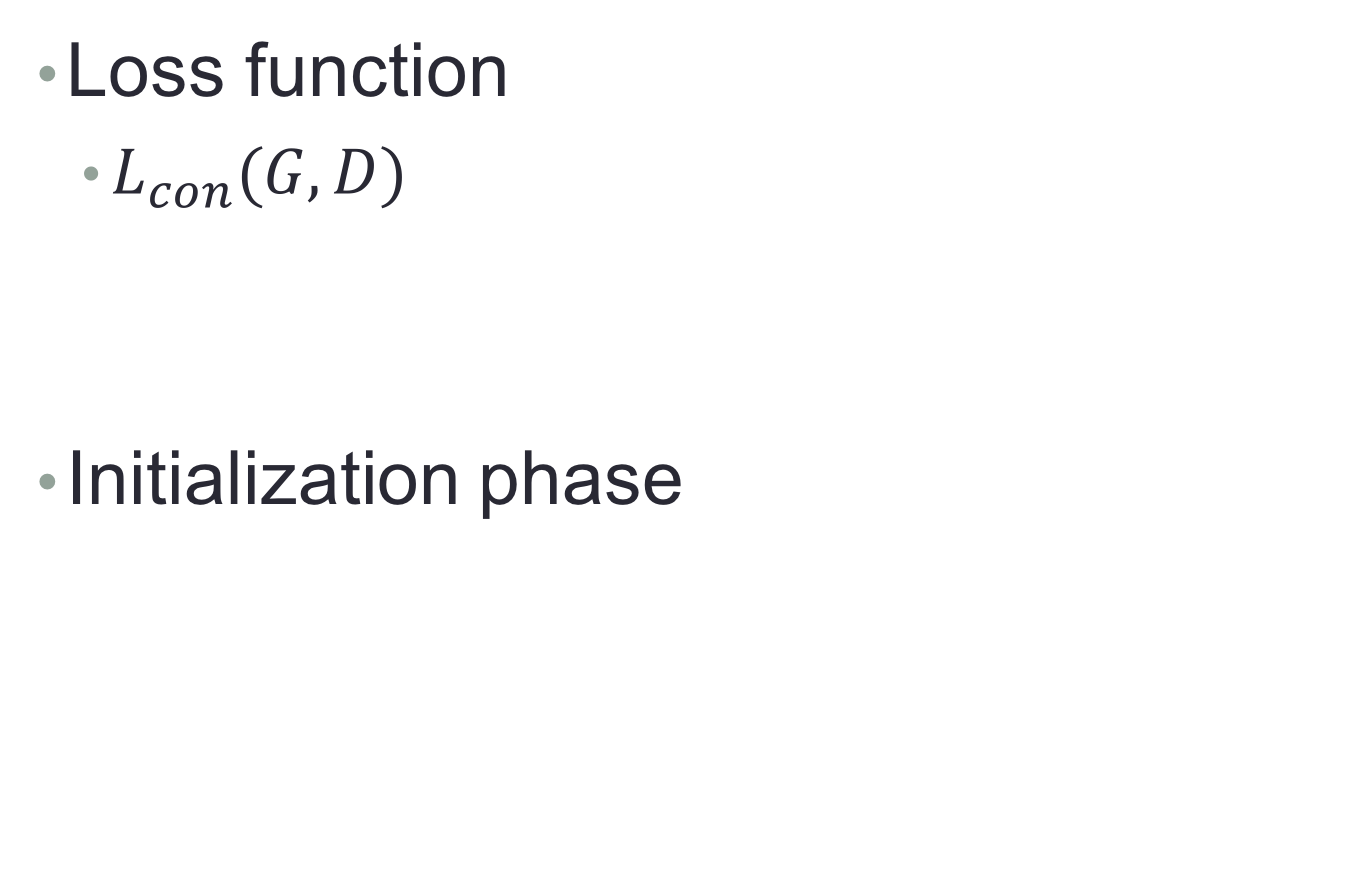 • Loss function
• L_con(G, D)
• Initialization phase